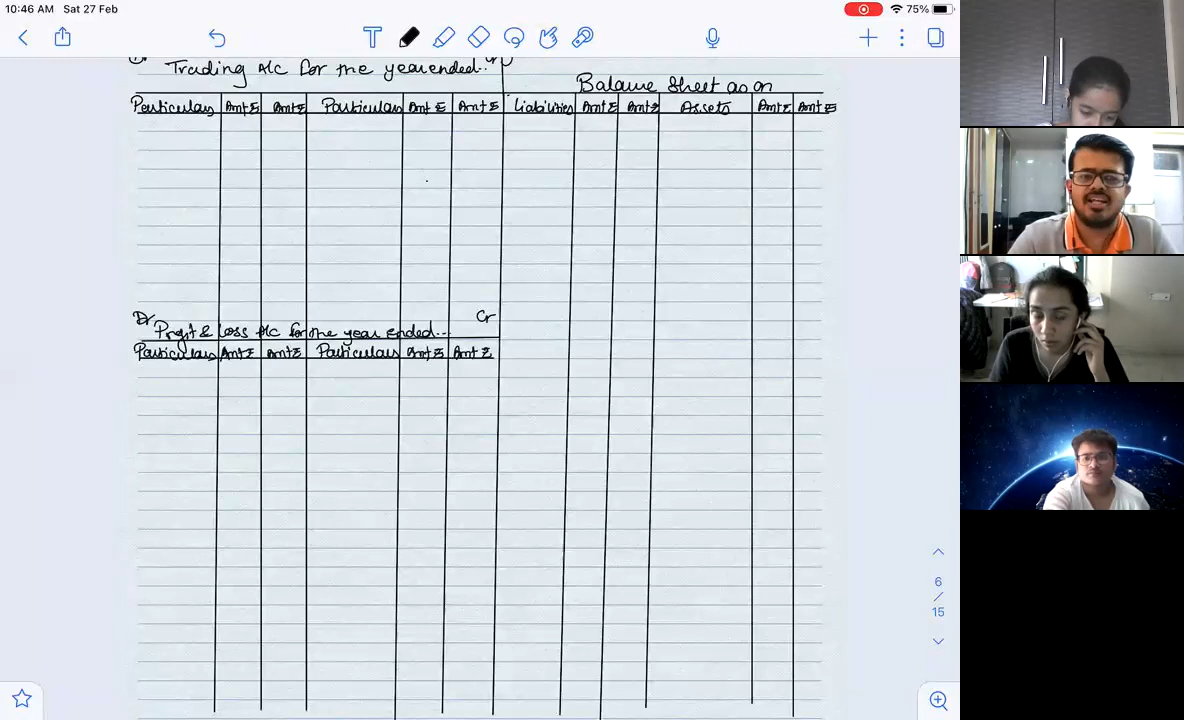 10:46 AM Sat 27 Feb
75%
Trading A/c for the year ended.. Cr
Balance Sheet as on
Particulars Amt ₹ Amt ₹ Particulars Amt ₹ Amt ₹ Liabilities Amt ₹ Amt ₹ Assets Amt ₹ Amt ₹
Dr Cr
Profit & Loss A/c for the year ended...
Particulars Amt ₹ Amt ₹ Particulars Amt ₹ Amt ₹
6
/
15